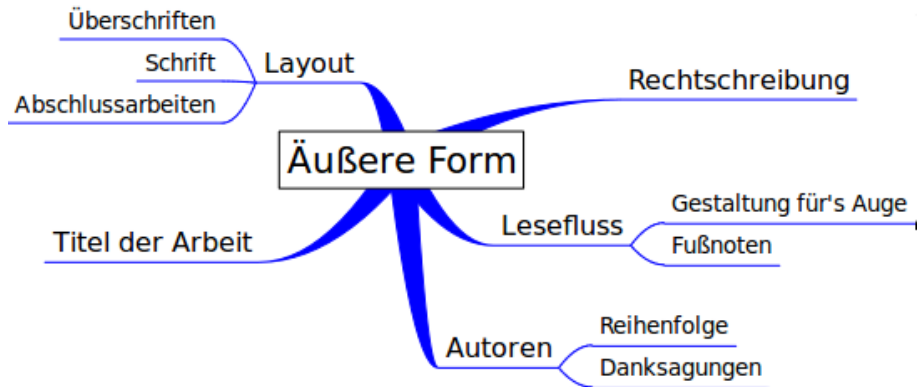 Überschriften
Schrift
Abschlussarbeiten
Layout
Rechtschreibung
Äußere Form
Titel der Arbeit
Lesefluss
Gestaltung für's Auge
Fußnoten
Autoren
Reihenfolge
Danksagungen